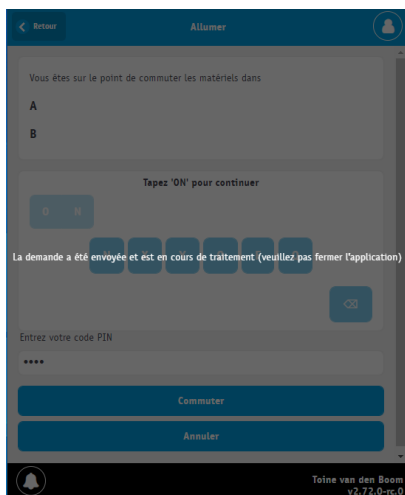 Retour
Allumer
Vous êtes sur le point de commuter les matériels dans
A
B
Tapez 'ON' pour continuer
O N
La demande a été envoyée et est en cours de traitement (veuillez pas fermer l'application)
Entrez votre code PIN
••••
Commuter
Annuler
Toine van den Boom
v2.72.0-rc.0